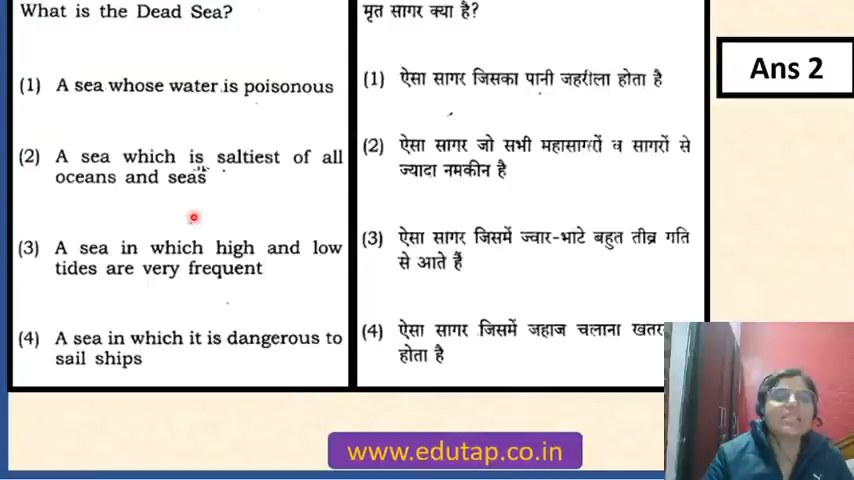 What is the Dead Sea?
(1) A sea whose water is poisonous
(2) A sea which is saltiest of all
oceans and seas
(3) A sea in which high and low
tides are very frequent
(4) A sea in which it is dangerous to
sail ships
मृत सागर क्या है?
(1) ऐसा सागर जिसका पानी जहरीला होता है
(2) ऐसा सागर जो सभी महासागरों व सागरों से
ज्यादा नमकीन है
(3) ऐसा सागर जिसमें ज्वार-भाटे बहुत तीव्र गति
से आते हैं
(4) ऐसा सागर जिसमें जहाज चलाना
होता है
Ans 2
www.edutap.co.in